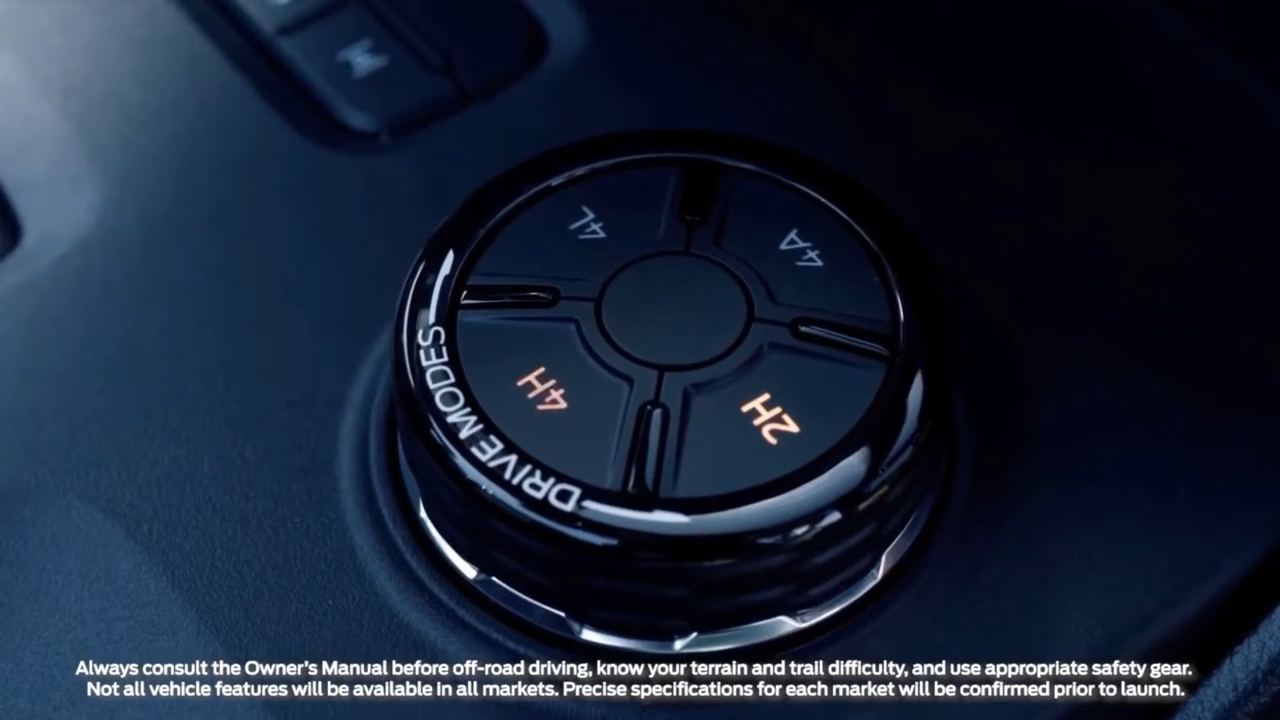 4L
4A
4H
2H
DRIVE MODES
Always consult the Owner's Manual before off-road driving, know your terrain and trail difficulty, and use appropriate safety gear.
Not all vehicle features will be available in all markets. Precise specifications for each market will be confirmed prior to launch.